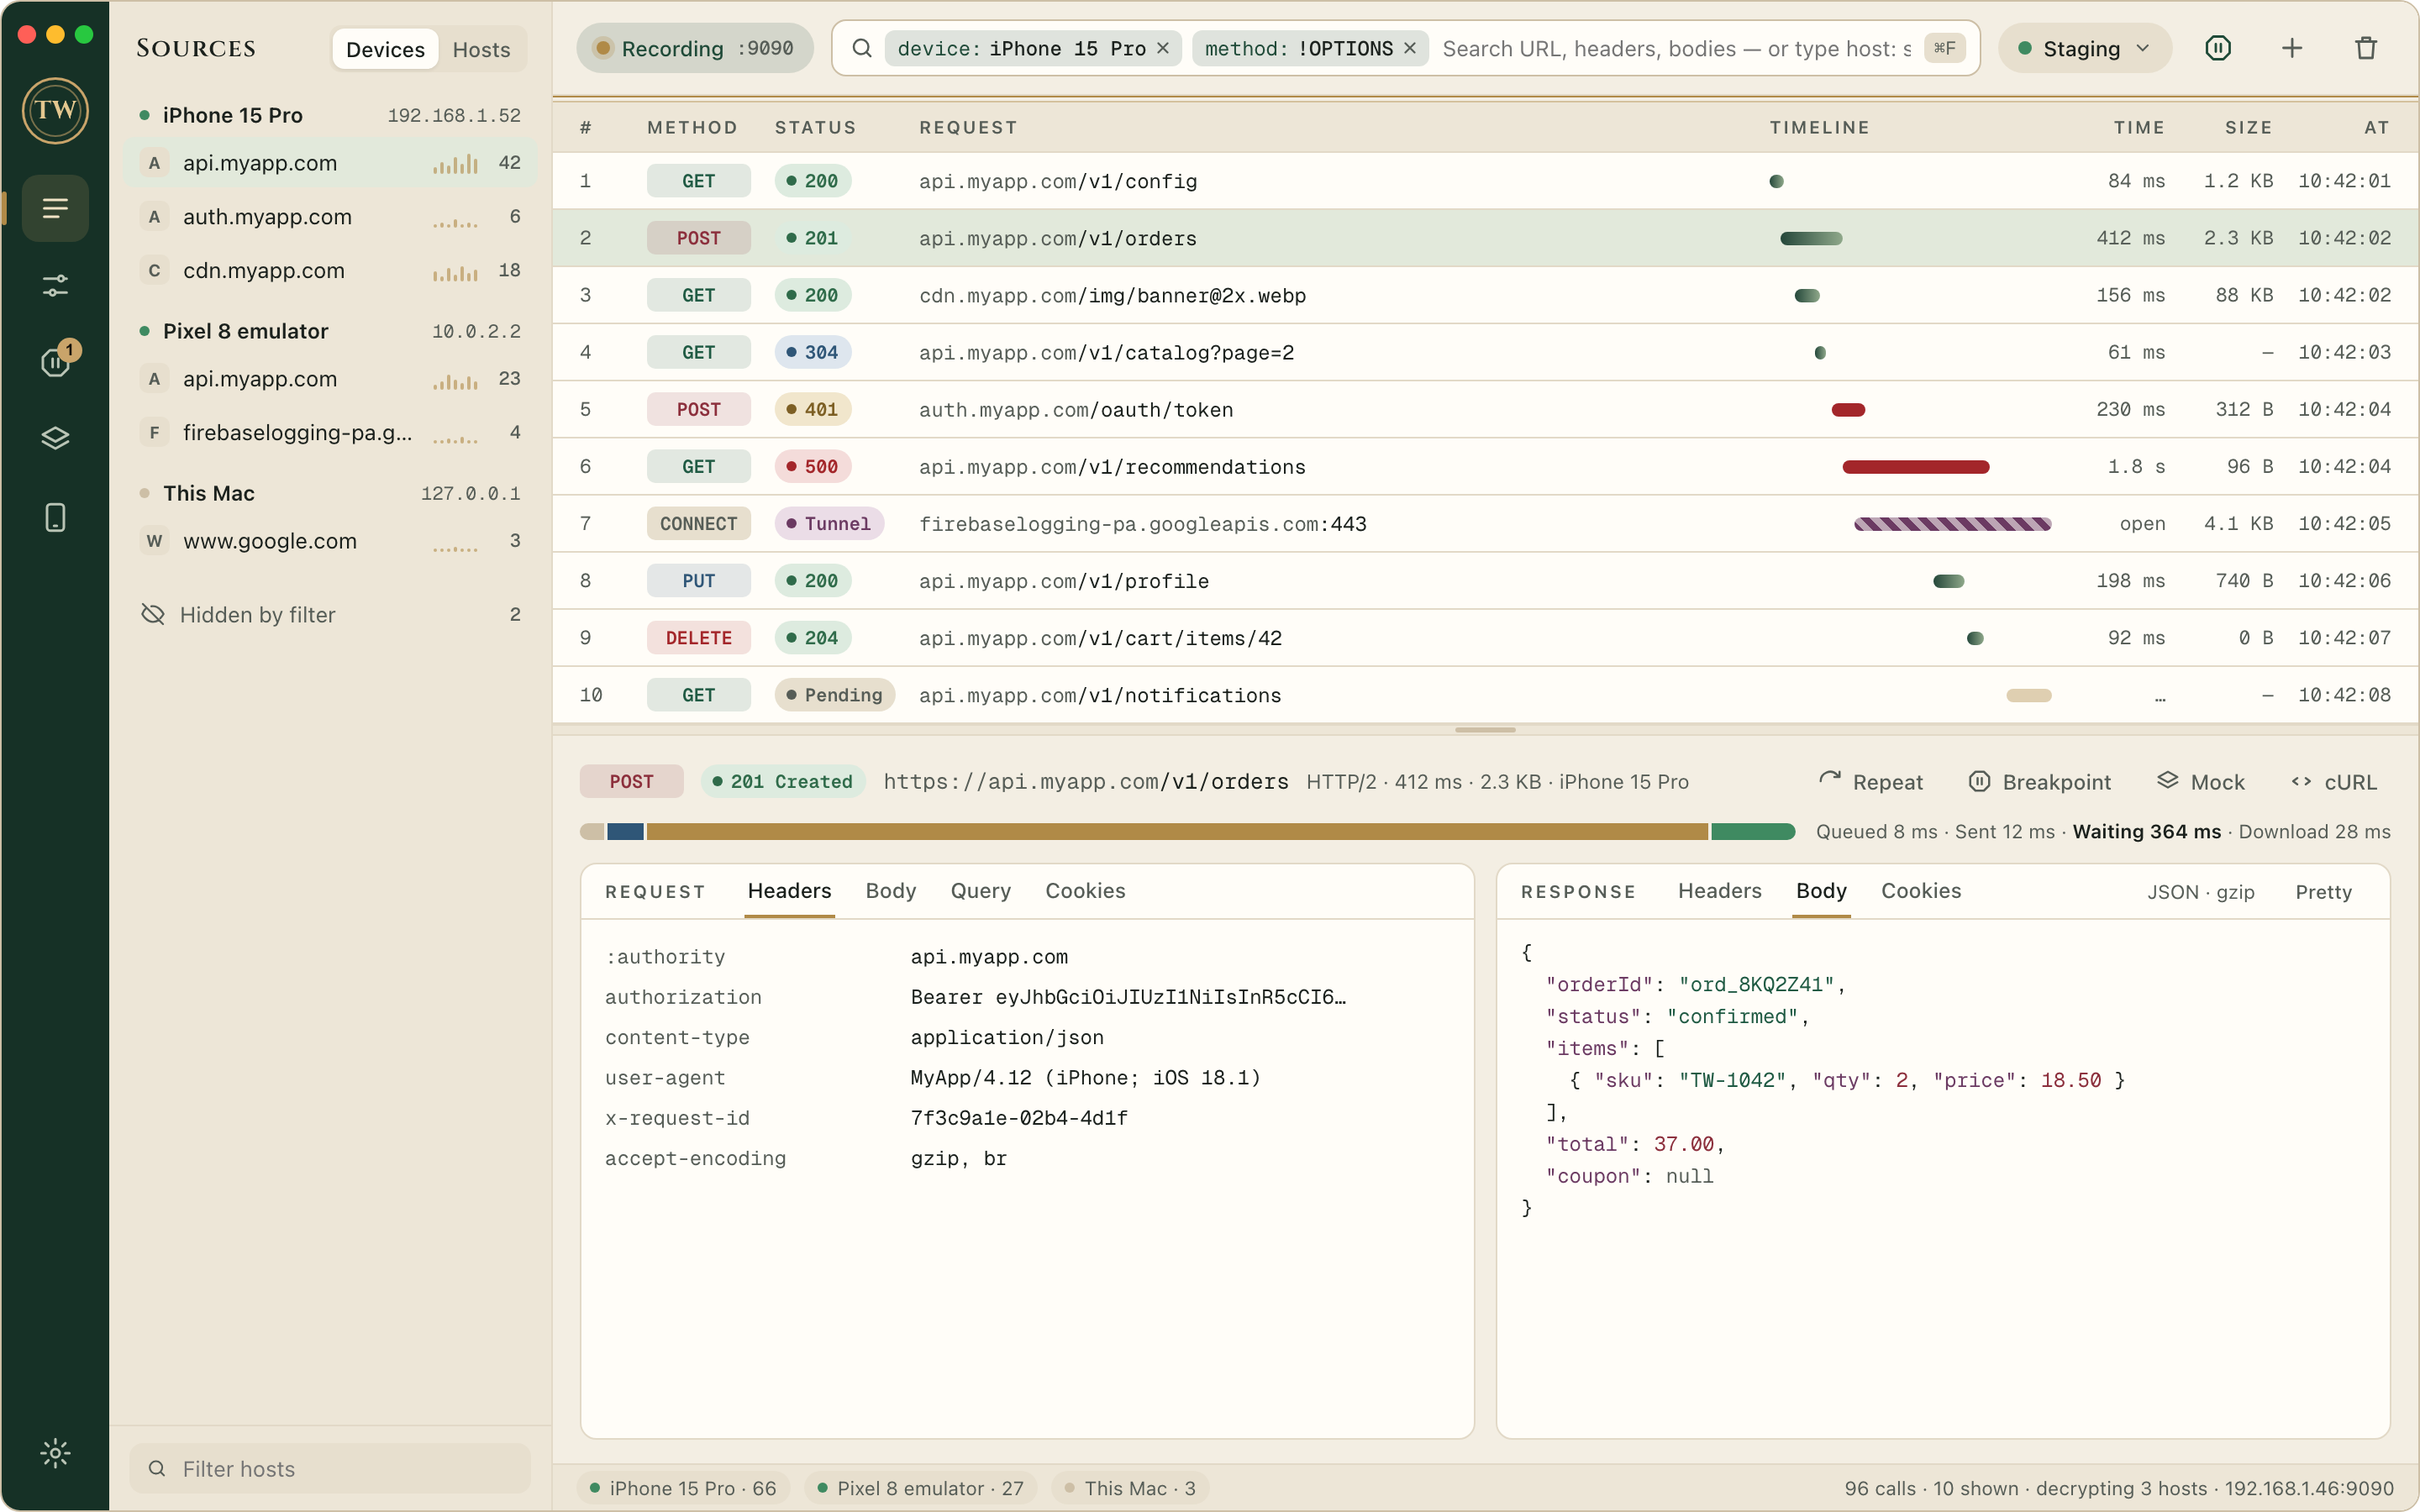 SOURCES Devices Hosts
TW
iPhone 15 Pro 192.168.1.52
A api.myapp.com 42
A auth.myapp.com 6
C cdn.myapp.com 18
Pixel 8 emulator 10.0.2.2
1
A api.myapp.com 23
F firebaselogging-pa.g... 4
This Mac 127.0.0.1
W www.google.com 3
Hidden by filter 2
Filter hosts
Recording :9090 device: iPhone 15 Pro × method: !OPTIONS × Search URL, headers, bodies — or type host: s ⌘F Staging
# METHOD STATUS REQUEST TIMELINE TIME SIZE AT
1 GET 200 api.myapp.com/v1/config 84 ms 1.2 KB 10:42:01
2 POST 201 api.myapp.com/v1/orders 412 ms 2.3 KB 10:42:02
3 GET 200 cdn.myapp.com/img/banner@2x.webp 156 ms 88 KB 10:42:02
4 GET 304 api.myapp.com/v1/catalog?page=2 61 ms — 10:42:03
5 POST 401 auth.myapp.com/oauth/token 230 ms 312 B 10:42:04
6 GET 500 api.myapp.com/v1/recommendations 1.8 s 96 B 10:42:04
7 CONNECT Tunnel firebaselogging-pa.googleapis.com:443 open 4.1 KB 10:42:05
8 PUT 200 api.myapp.com/v1/profile 198 ms 740 B 10:42:06
9 DELETE 204 api.myapp.com/v1/cart/items/42 92 ms 0 B 10:42:07
10 GET Pending api.myapp.com/v1/notifications … — 10:42:08
POST 201 Created https://api.myapp.com/v1/orders HTTP/2 · 412 ms · 2.3 KB · iPhone 15 Pro Repeat Breakpoint Mock cURL
Queued 8 ms · Sent 12 ms · Waiting 364 ms · Download 28 ms
REQUEST Headers Body Query Cookies
:authority api.myapp.com
authorization Bearer eyJhbGciOiJIUzI1NiIsInR5cCI6…
content-type application/json
user-agent MyApp/4.12 (iPhone; iOS 18.1)
x-request-id 7f3c9a1e-02b4-4d1f
accept-encoding gzip, br
RESPONSE Headers Body Cookies JSON · gzip Pretty
{
"orderId": "ord_8KQ2Z41",
"status": "confirmed",
"items": [
{ "sku": "TW-1042", "qty": 2, "price": 18.50 }
],
"total": 37.00,
"coupon": null
}
iPhone 15 Pro · 66 Pixel 8 emulator · 27 This Mac · 3 96 calls · 10 shown · decrypting 3 hosts · 192.168.1.46:9090